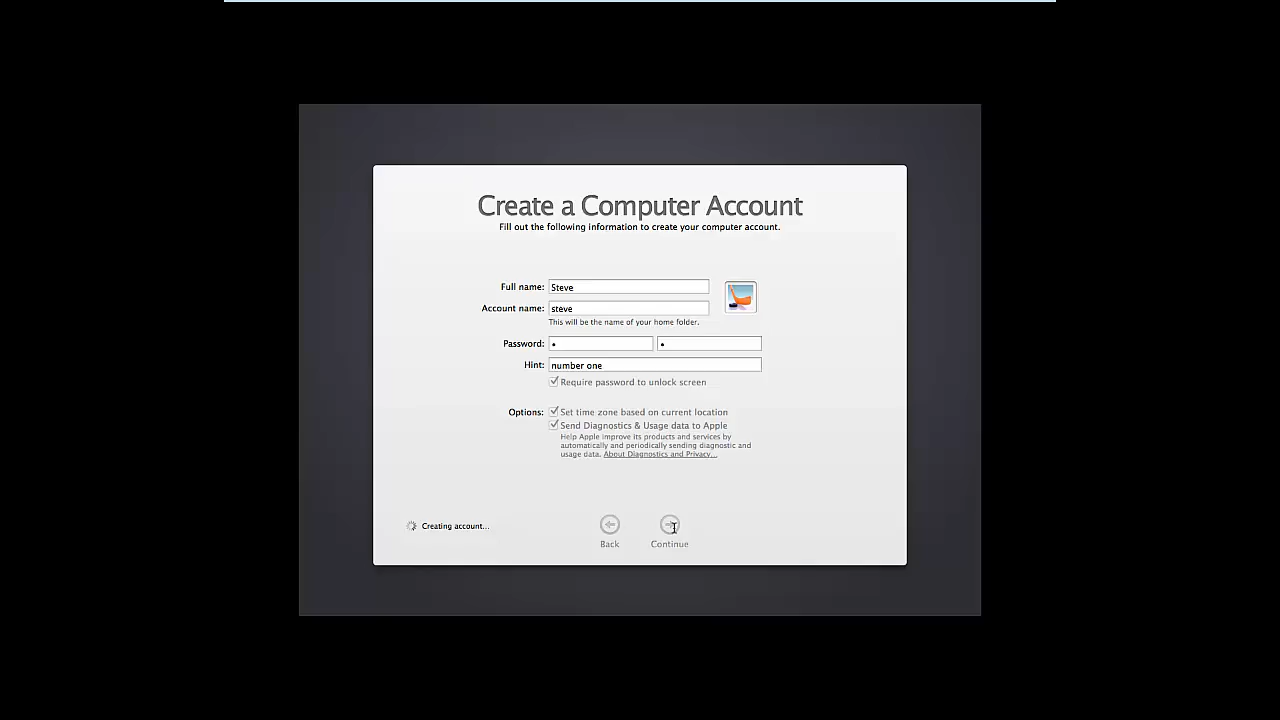 Create a Computer Account
Fill out the following information to create your computer account.
Full name: Steve
Account name: steve
This will be the name of your home folder.
Password: • •
Hint: number one
Require password to unlock screen
Options: Set time zone based on current location
Send Diagnostics & Usage data to Apple
Help Apple improve its products and services by
automatically and periodically sending diagnostic and
usage data. About Diagnostics and Privacy...
Creating account...
Back Continue